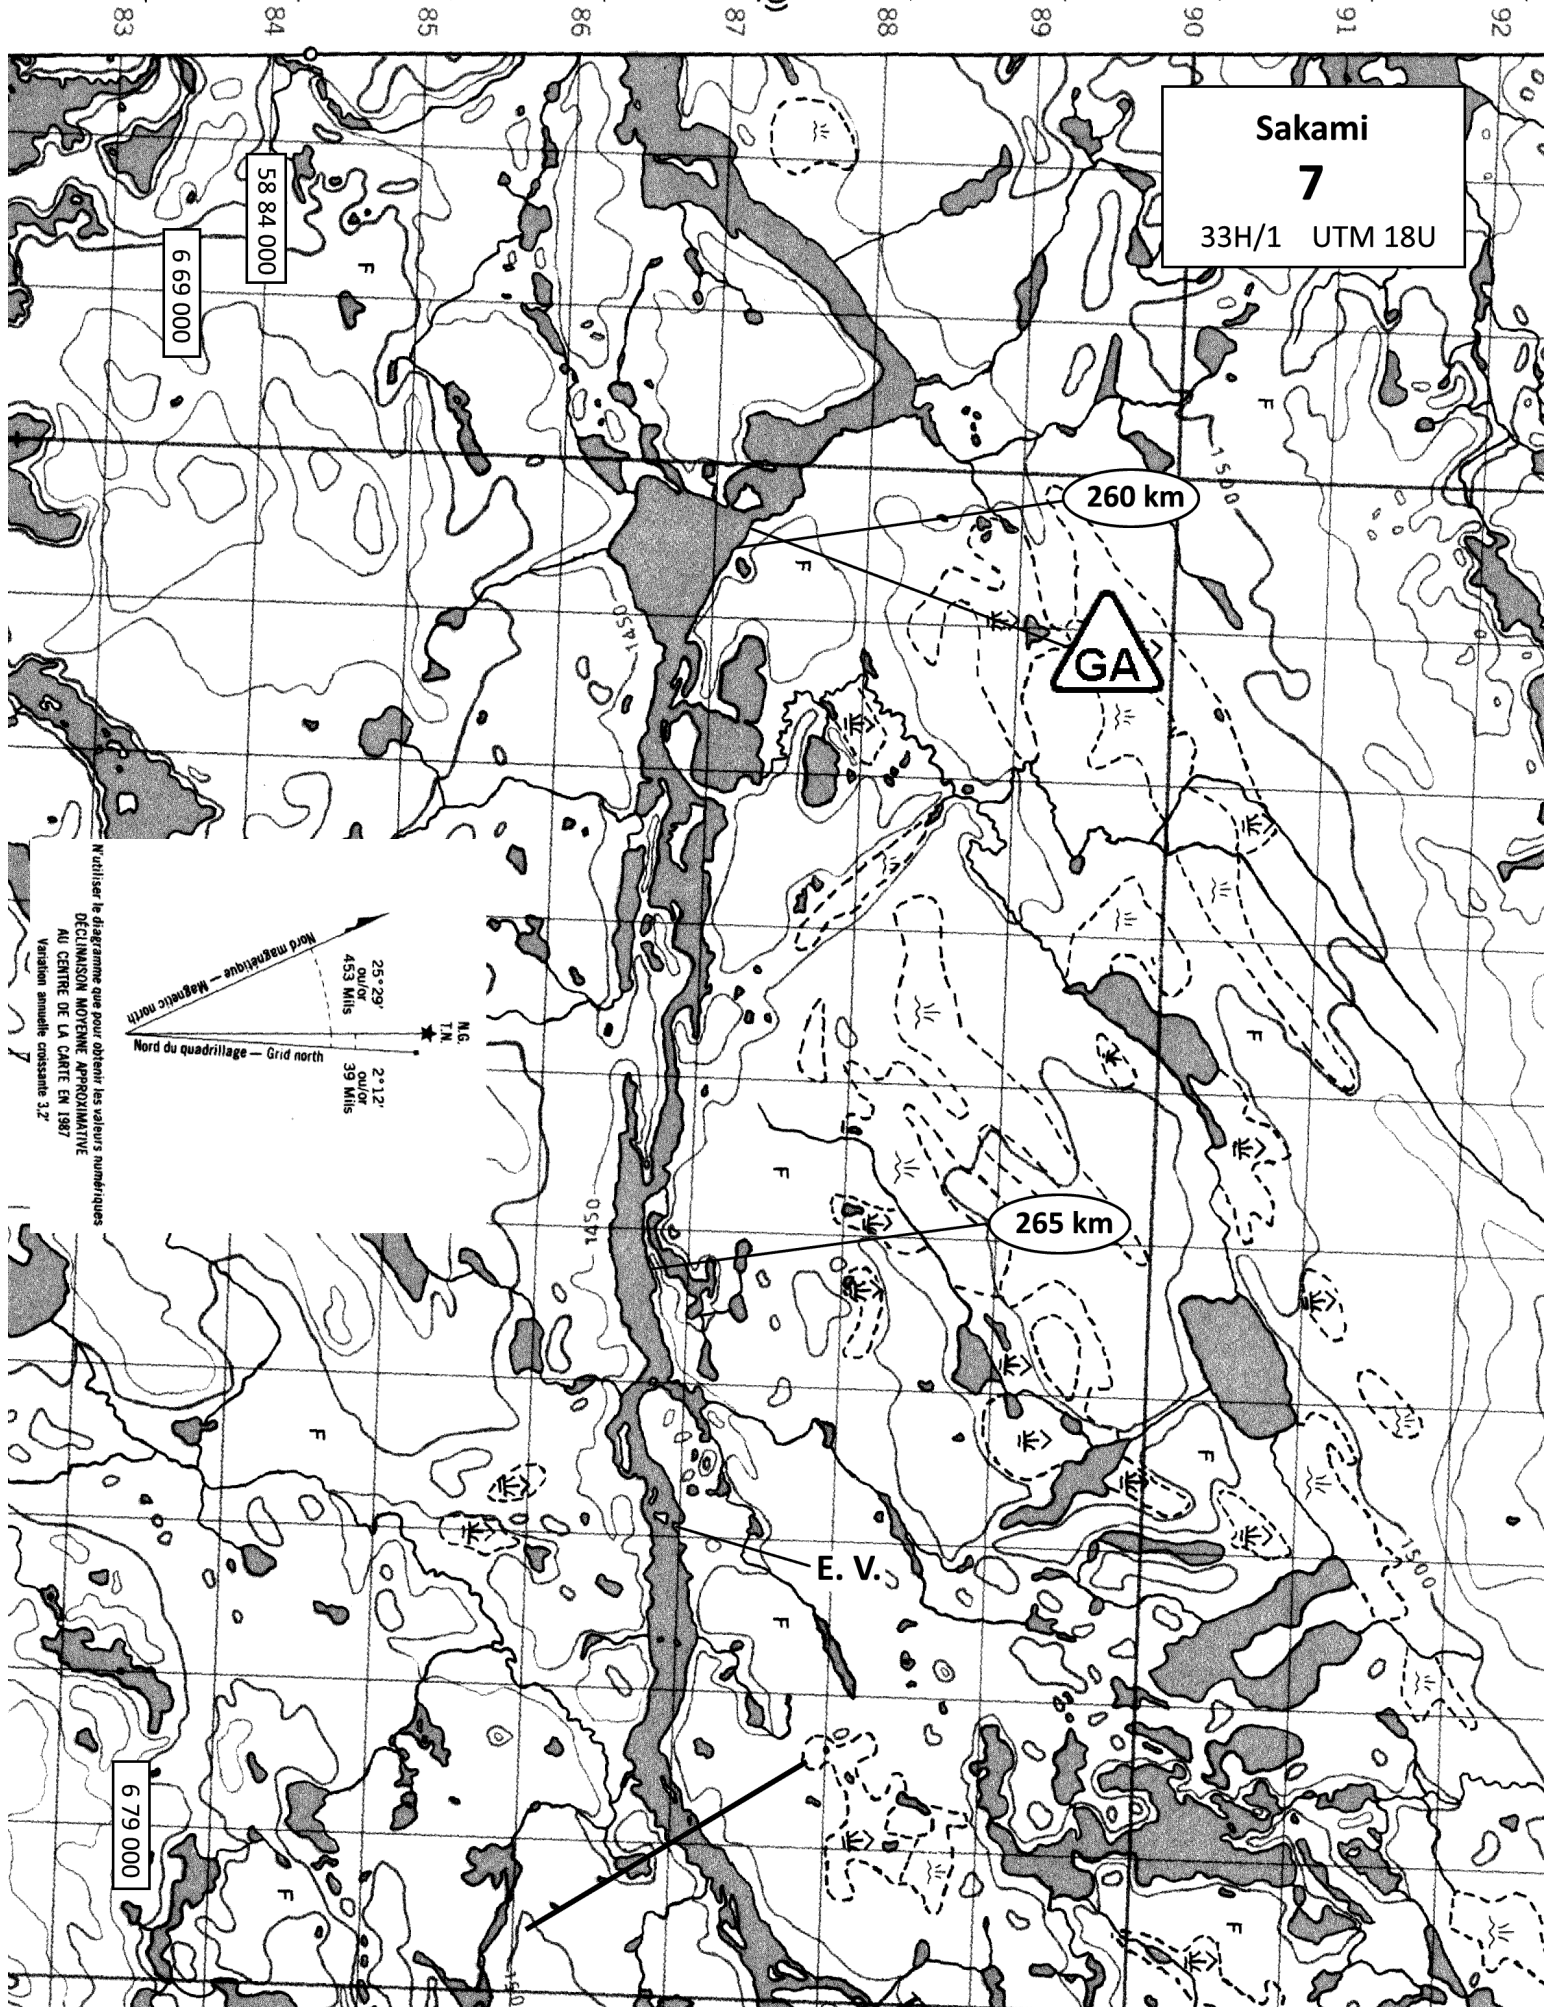 83
84
85
86
87
88
89
90
91
92
Sakami
7
33H/1 UTM 18U
58 84 000
6 69 000
F
F
1500
260 km
F
1450
GA
F
N.G.
T.N.
25°29'
ou/or
453 Mils
2°12'
ou/or
39 Mils
Nord magnétique — Magnetic north
Nord du quadrillage — Grid north
N'utiliser le diagramme que pour obtenir les valeurs numériques
DÉCLINAISON MOYENNE APPROXIMATIVE
AU CENTRE DE LA CARTE EN 1987
Variation annuelle croissante 3.2'
F
1450
265 km
F
F
E. V.
1500
F
6 79 000
F
F